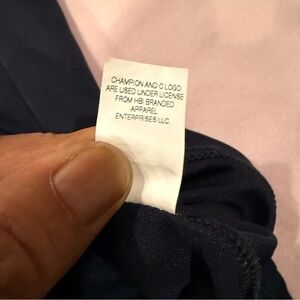 CHAMPION AND C LOGO
ARE USED UNDER LICENSE
FROM HBI BRANDED
APPAREL
ENTERPRISES LLC.